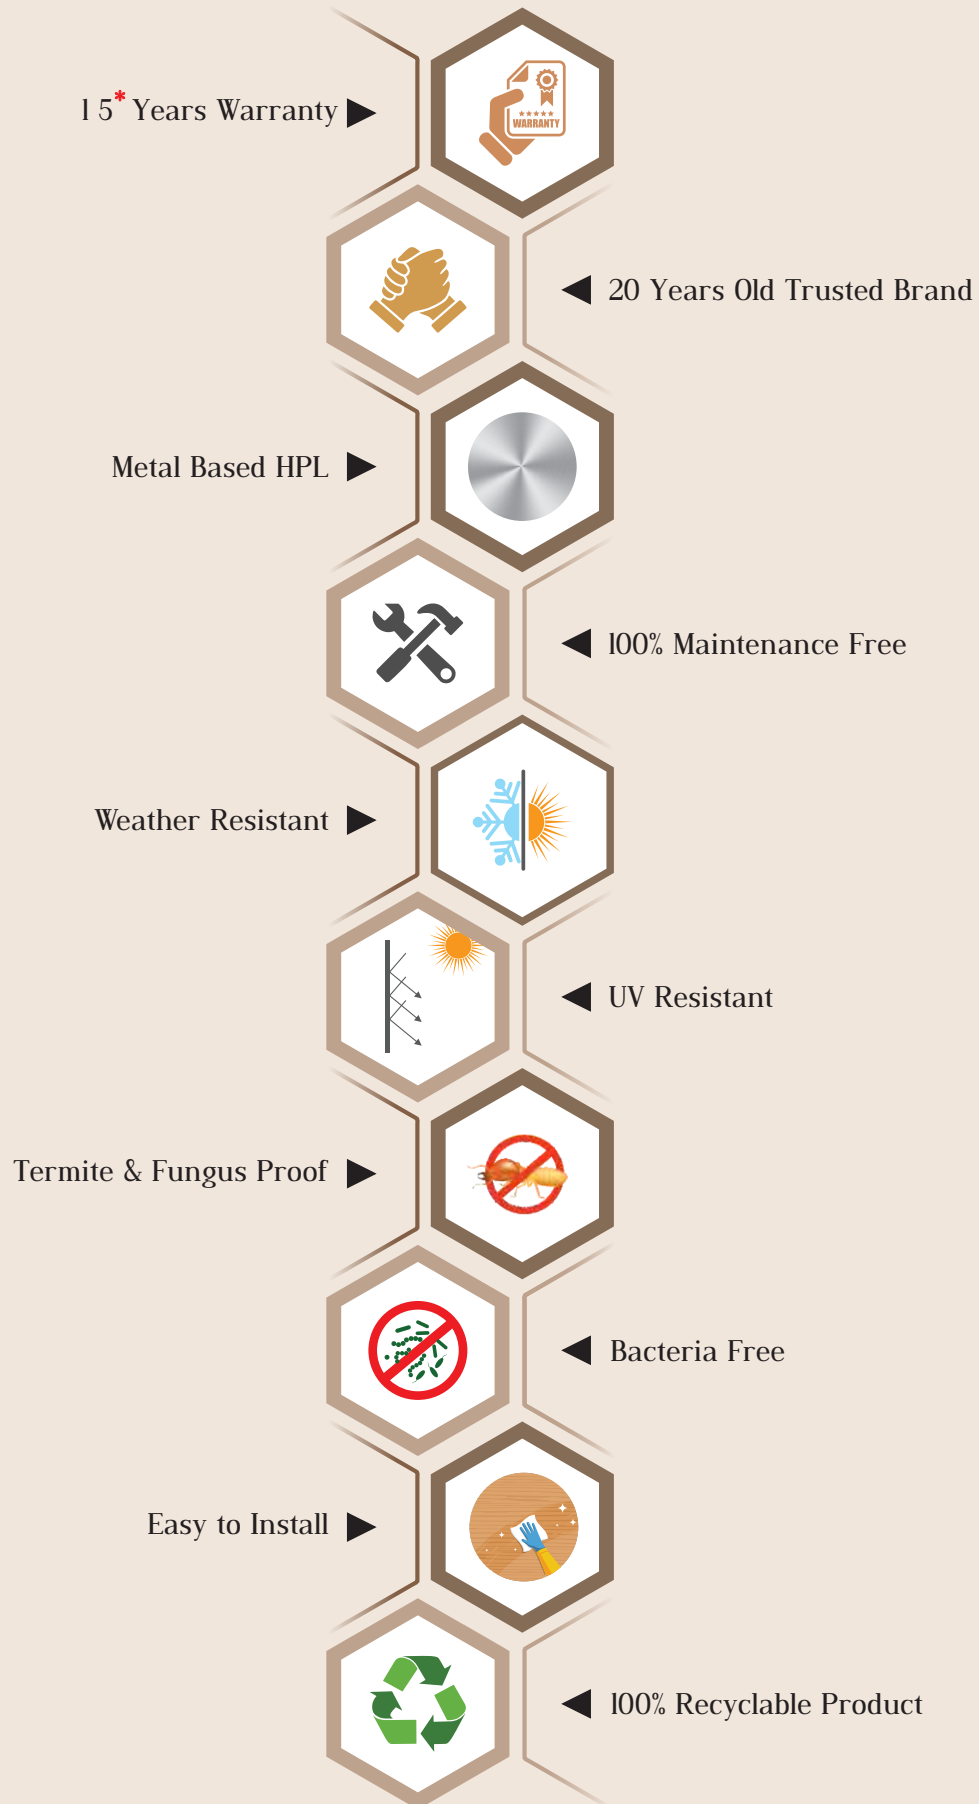 15* Years Warranty
WARRANTY
20 Years Old Trusted Brand
Metal Based HPL
100% Maintenance Free
Weather Resistant
UV Resistant
Termite & Fungus Proof
Bacteria Free
Easy to Install
100% Recyclable Product